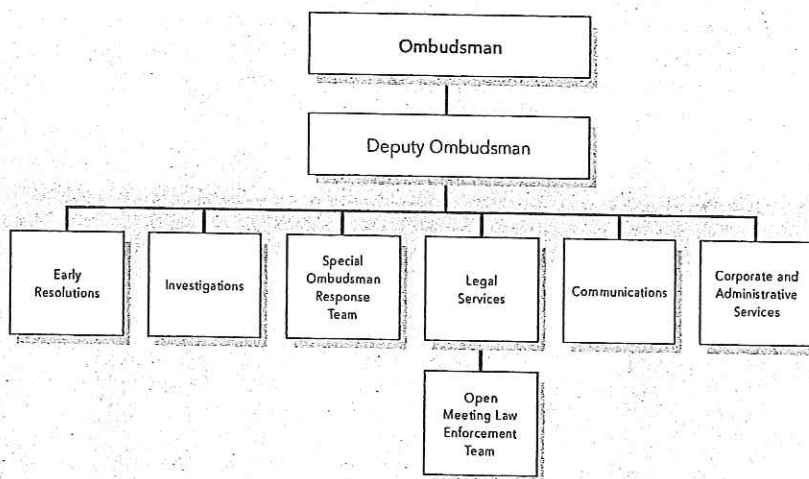 Ombudsman
Deputy Ombudsman
Early
Resolutions
Investigations
Special
Ombudsman
Response
Team
Legal
Services
Communications
Corporate and
Administrative
Services
Open
Meeting Law
Enforcement
Team